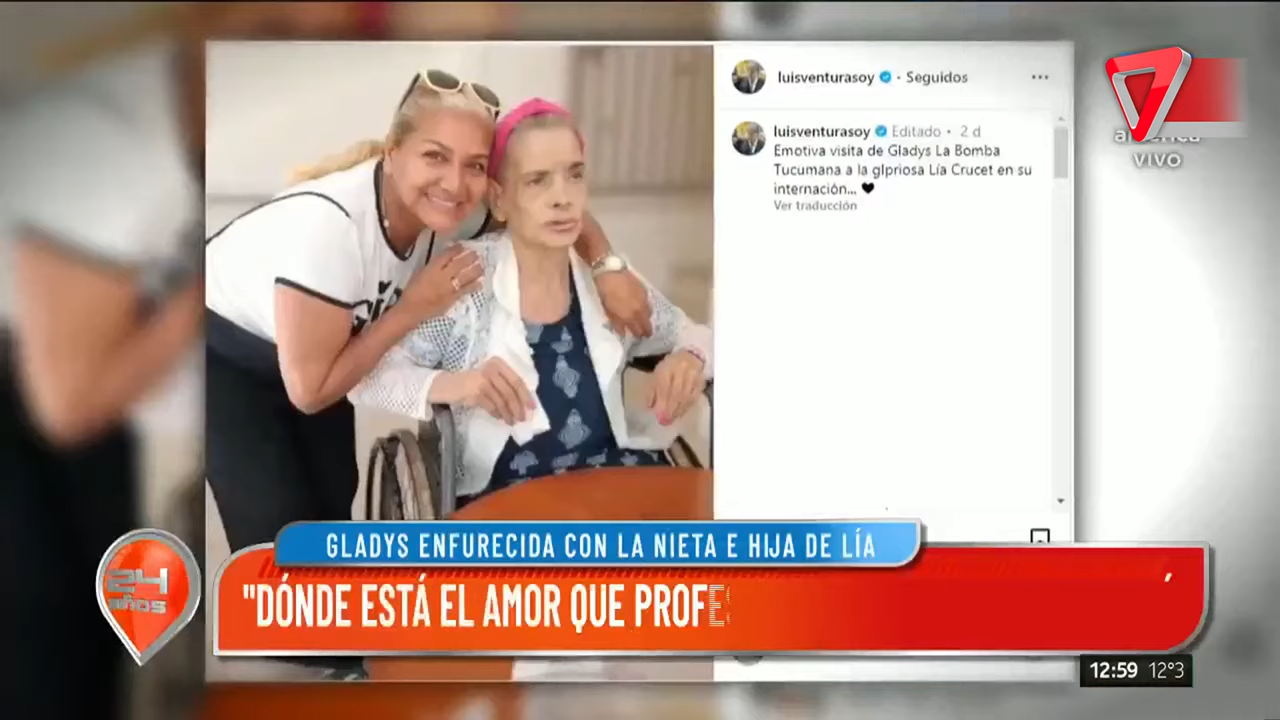 luisventurasoy • Seguidos
luisventurasoy Editado • 2 d
Emotiva visita de Gladys La Bomba
Tucumana a la glpriosa Lía Crucet en su
internación... 🖤
Ver traducción
VIVO
GLADYS ENFURECIDA CON LA NIETA E HIJA DE LÍA
24
años
"DÓNDE ESTÁ EL AMOR QUE PROFE
12:59 12°3